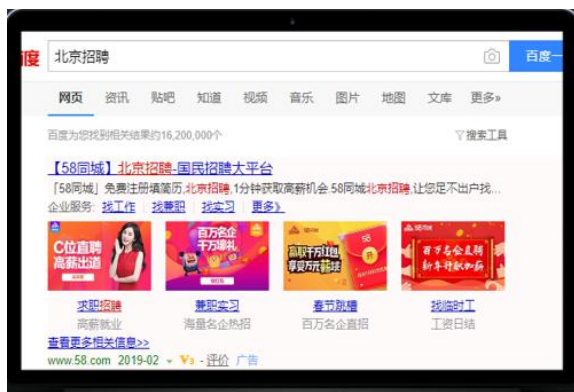 度 北京招聘 百度一
网页 资讯 贴吧 知道 视频 音乐 图片 地图 文库 更多»
百度为您找到相关结果约16,200,000个 搜索工具
【58同城】北京招聘-国民招聘大平台
「58同城」免费注册填简历,北京招聘,1分钟获取高薪机会.58同城北京招聘,让您足不出户找...
企业服务: 找工作 找兼职 找实习 更多》
C位直聘 百万名企 赢取千万红包 58 百万名企直聘
高薪出道 千万壕礼 享受万元薪球 开 新年升职加薪
求职招聘 兼职实习 春节跳槽 找临时工
高薪就业 海量名企热招 百万名企直招 工资日结
查看更多相关信息>>
www.58.com 2019-02 V3 - 评价 广告